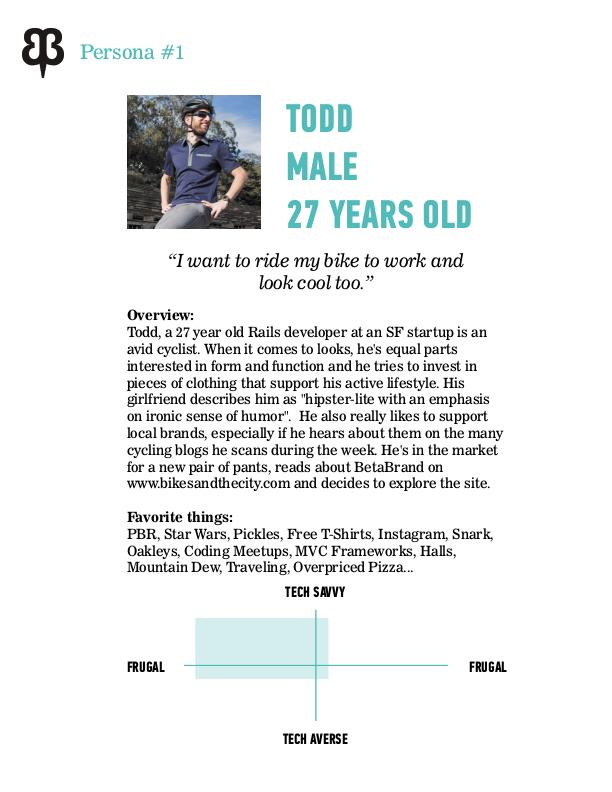 Persona #1
TODD
MALE
27 YEARS OLD
“I want to ride my bike to work and
look cool too.”
Overview:
Todd, a 27 year old Rails developer at an SF startup is an
avid cyclist. When it comes to looks, he's equal parts
interested in form and function and he tries to invest in
pieces of clothing that support his active lifestyle. His
girlfriend describes him as "hipster-lite with an emphasis
on ironic sense of humor".  He also really likes to support
local brands, especially if he hears about them on the many
cycling blogs he scans during the week. He's in the market
for a new pair of pants, reads about BetaBrand on
www.bikesandthecity.com and decides to explore the site.
Favorite things:
PBR, Star Wars, Pickles, Free T-Shirts, Instagram, Snark,
Oakleys, Coding Meetups, MVC Frameworks, Halls,
Mountain Dew, Traveling, Overpriced Pizza...
TECH SAVVY
FRUGAL
FRUGAL
TECH AVERSE